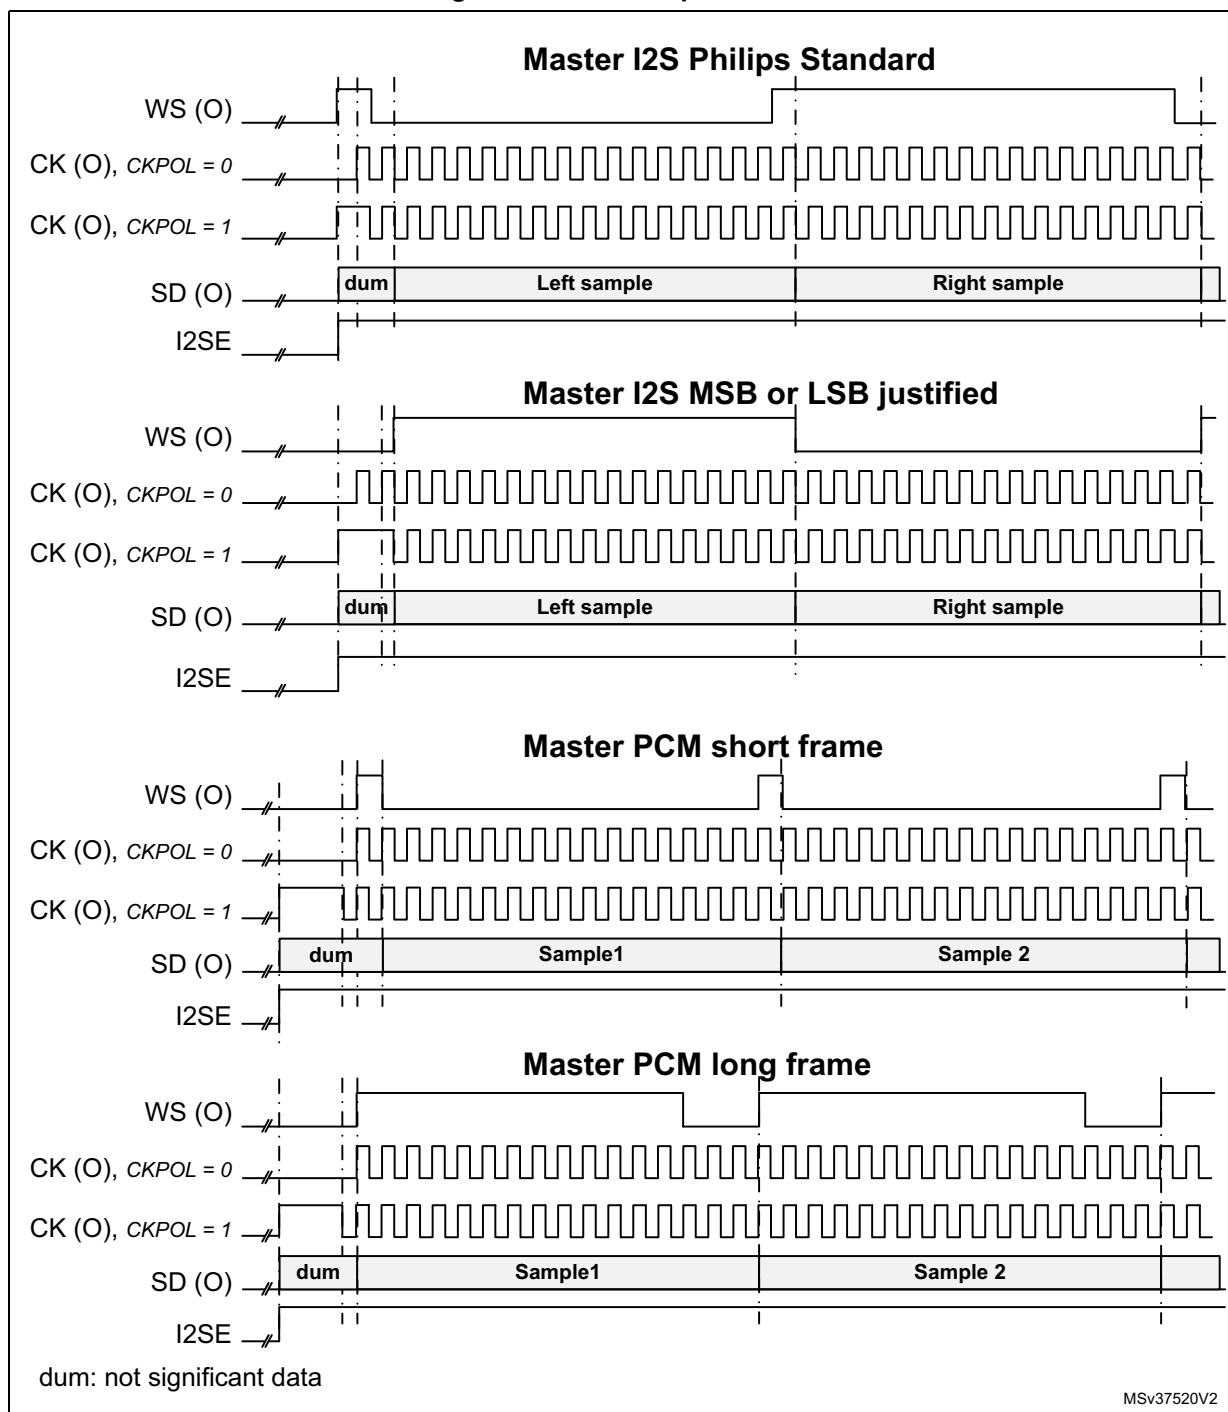 Master I2S Philips Standard
WS (O)
CK (O), CKPOL = 0
CK (O), CKPOL = 1
SD (O) dum Left sample Right sample
I2SE
Master I2S MSB or LSB justified
WS (O)
CK (O), CKPOL = 0
CK (O), CKPOL = 1
SD (O) dum Left sample Right sample
I2SE
Master PCM short frame
WS (O)
CK (O), CKPOL = 0
CK (O), CKPOL = 1
SD (O) dum Sample1 Sample 2
I2SE
Master PCM long frame
WS (O)
CK (O), CKPOL = 0
CK (O), CKPOL = 1
SD (O) dum Sample1 Sample 2
I2SE
dum: not significant data
MSv37520V2